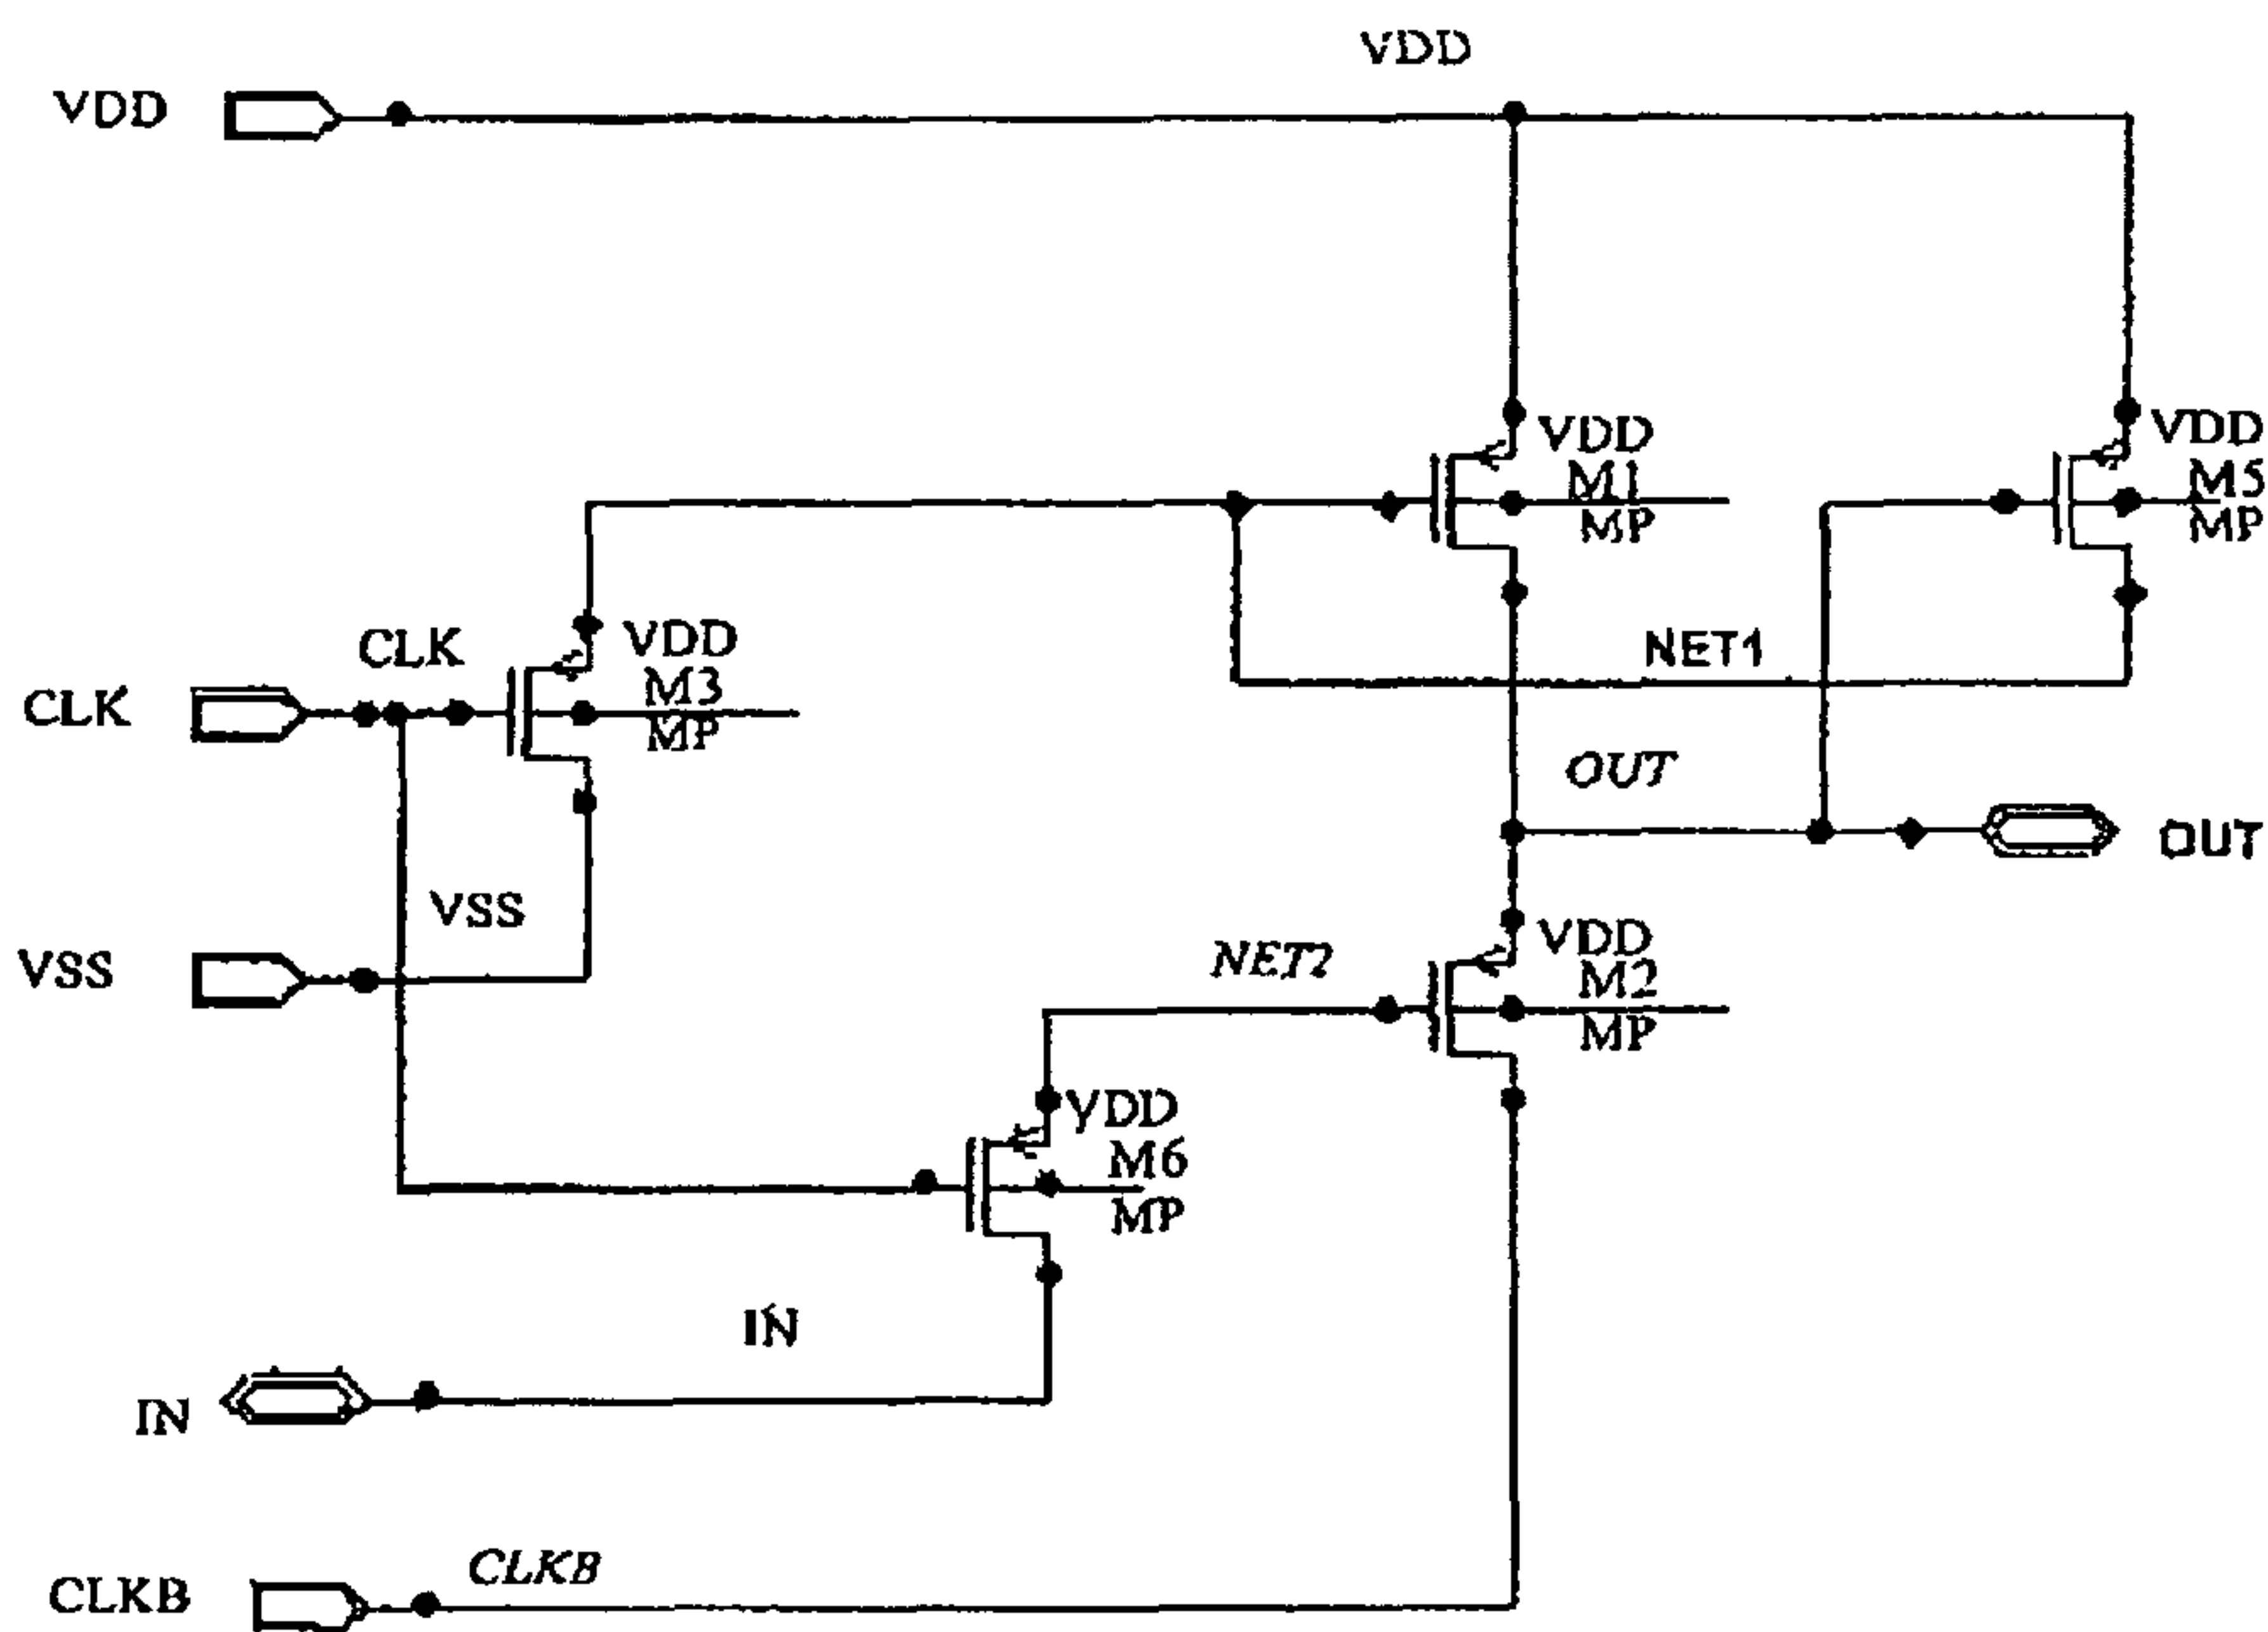 VDD
VDD
VDD
M1
MP
VDD
M5
MP
CLK
CLK
VDD
M3
MP
NET1
OUT
OUT
VSS
VSS
NET2
VDD
M2
MP
VDD
M6
MP
IN
IN
CLKB
CLKB